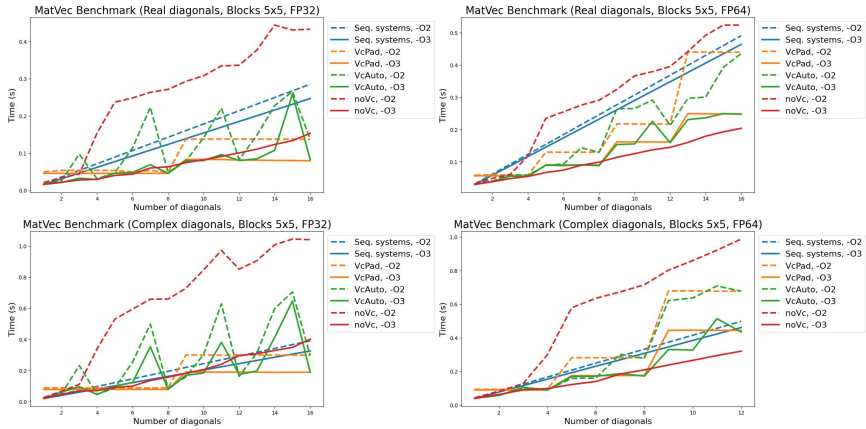 MatVec Benchmark (Real diagonals, Blocks 5x5, FP32)
Time (s)
0.4
0.3
0.2
0.1
0.0
2 4 6 8 10 12 14 16
Number of diagonals
Seq. systems, -O2
Seq. systems, -O3
VcPad, -O2
VcPad, -O3
VcAuto, -O2
VcAuto, -O3
noVc, -O2
noVc, -O3
MatVec Benchmark (Real diagonals, Blocks 5x5, FP64)
Time (s)
0.5
0.4
0.3
0.2
0.1
2 4 6 8 10 12 14 16
Number of diagonals
Seq. systems, -O2
Seq. systems, -O3
VcPad, -O2
VcPad, -O3
VcAuto, -O2
VcAuto, -O3
noVc, -O2
noVc, -O3
MatVec Benchmark (Complex diagonals, Blocks 5x5, FP32)
Time (s)
1.0
0.8
0.6
0.4
0.2
0.0
2 4 6 8 10 12 14 16
Number of diagonals
Seq. systems, -O2
Seq. systems, -O3
VcPad, -O2
VcPad, -O3
VcAuto, -O2
VcAuto, -O3
noVc, -O2
noVc, -O3
MatVec Benchmark (Complex diagonals, Blocks 5x5, FP64)
Time (s)
1.0
0.8
0.6
0.4
0.2
0.0
2 4 6 8 10 12
Number of diagonals
Seq. systems, -O2
Seq. systems, -O3
VcPad, -O2
VcPad, -O3
VcAuto, -O2
VcAuto, -O3
noVc, -O2
noVc, -O3